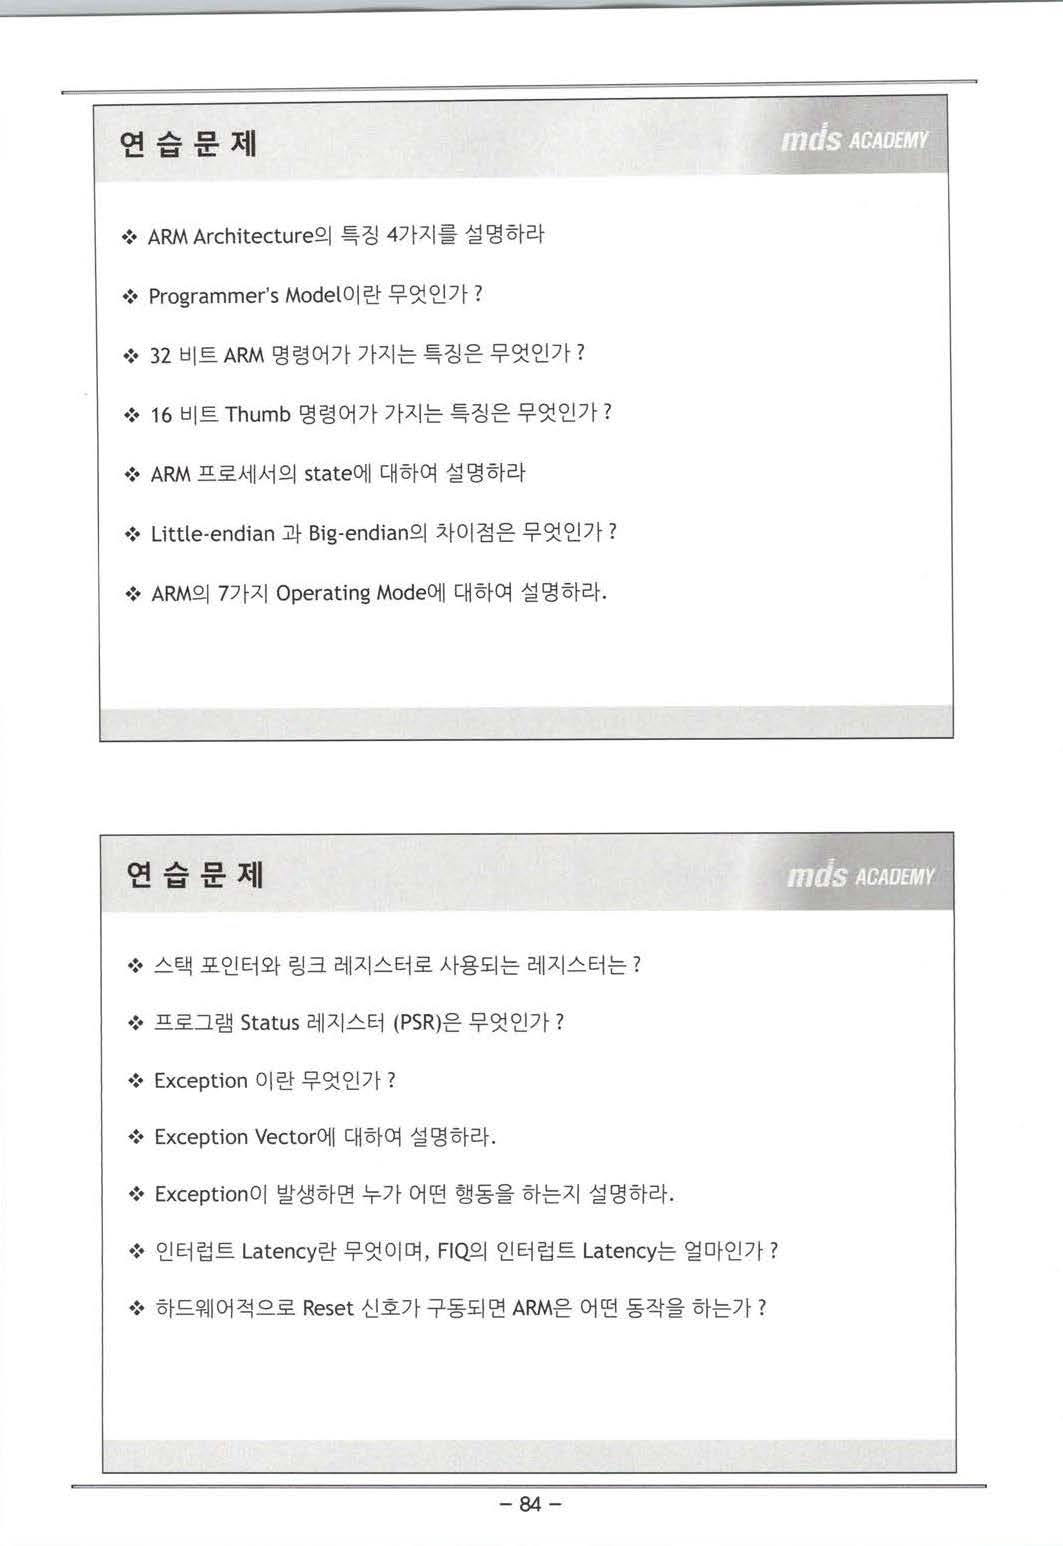 연 습 문 제
mds ACADEMY
❖ ARM Architecture의 특징 4가지를 설명하라
❖ Programmer's Model이란 무엇인가 ?
❖ 32 비트 ARM 명령어가 가지는 특징은 무엇인가 ?
❖ 16 비트 Thumb 명령어가 가지는 특징은 무엇인가 ?
❖ ARM 프로세서의 state에 대하여 설명하라
❖ Little-endian 과 Big-endian의 차이점은 무엇인가 ?
❖ ARM의 7가지 Operating Mode에 대하여 설명하라.
연 습 문 제
mds ACADEMY
❖ 스택 포인터와 링크 레지스터로 사용되는 레지스터는 ?
❖ 프로그램 Status 레지스터 (PSR)은 무엇인가 ?
❖ Exception 이란 무엇인가 ?
❖ Exception Vector에 대하여 설명하라.
❖ Exception이 발생하면 누가 어떤 행동을 하는지 설명하라.
❖ 인터럽트 Latency란 무엇이며, FIQ의 인터럽트 Latency는 얼마인가 ?
❖ 하드웨어적으로 Reset 신호가 구동되면 ARM은 어떤 동작을 하는가 ?
- 84 -